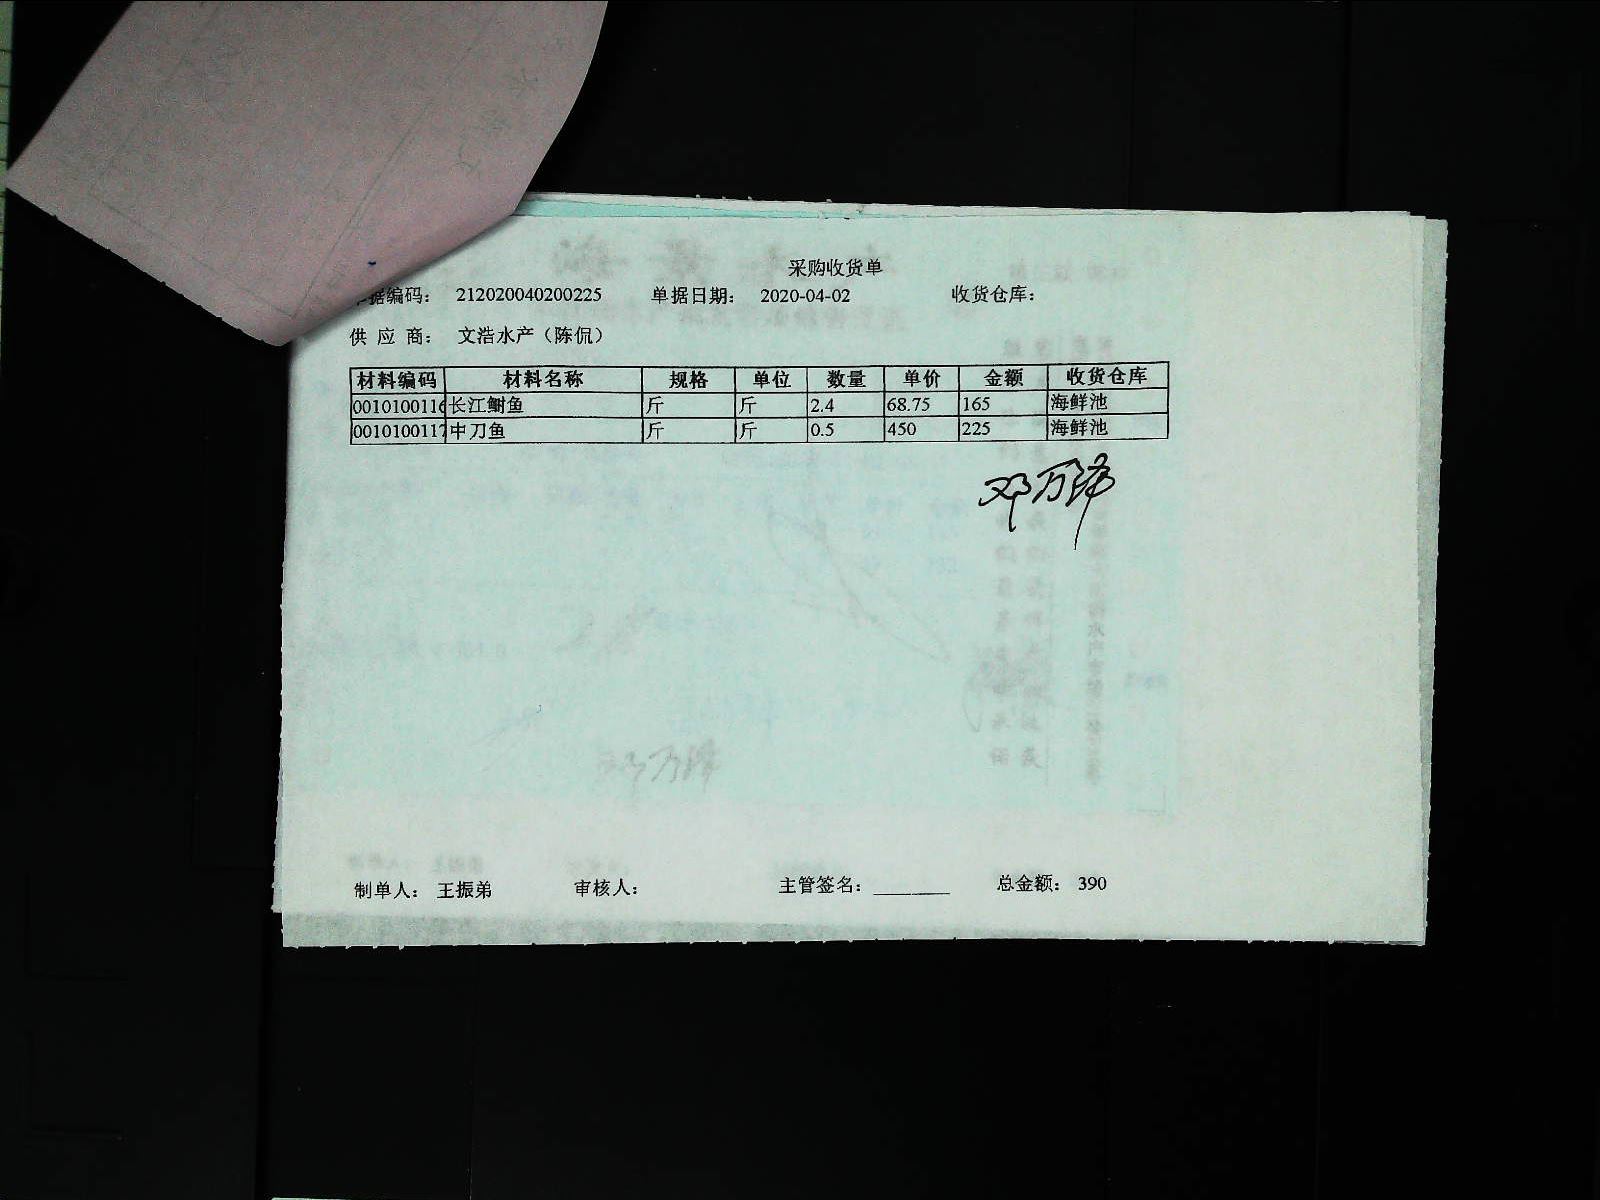 采购收货单
据编码： 212020040200225 单据日期： 2020-04-02 收货仓库：
供 应 商： 文浩水产（陈侃）
材料编码 材料名称 规格 单位 数量 单价 金额 收货仓库
0010100116 长江鲥鱼 斤 斤 2.4 68.75 165 海鲜池
0010100117 中刀鱼 斤 斤 0.5 450 225 海鲜池
制单人： 王振弟 审核人： 主管签名： 总金额： 390